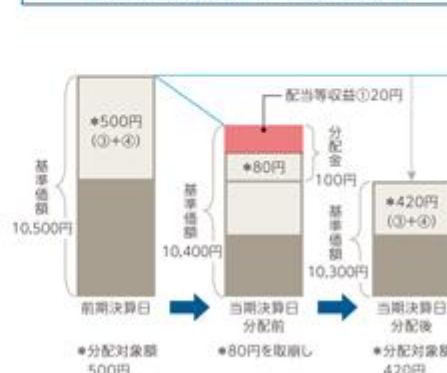 配当等収益①20円
*500円
(③+④)
*80円
分配金
100円
*420円
(③+④)
基準価額
10,500円
基準価額
10,400円
基準価額
10,300円
前期決算日
当期決算日
分配前
当期決算日
分配後
*分配対象額
500円
*80円を取崩し
*分配対象額
420円